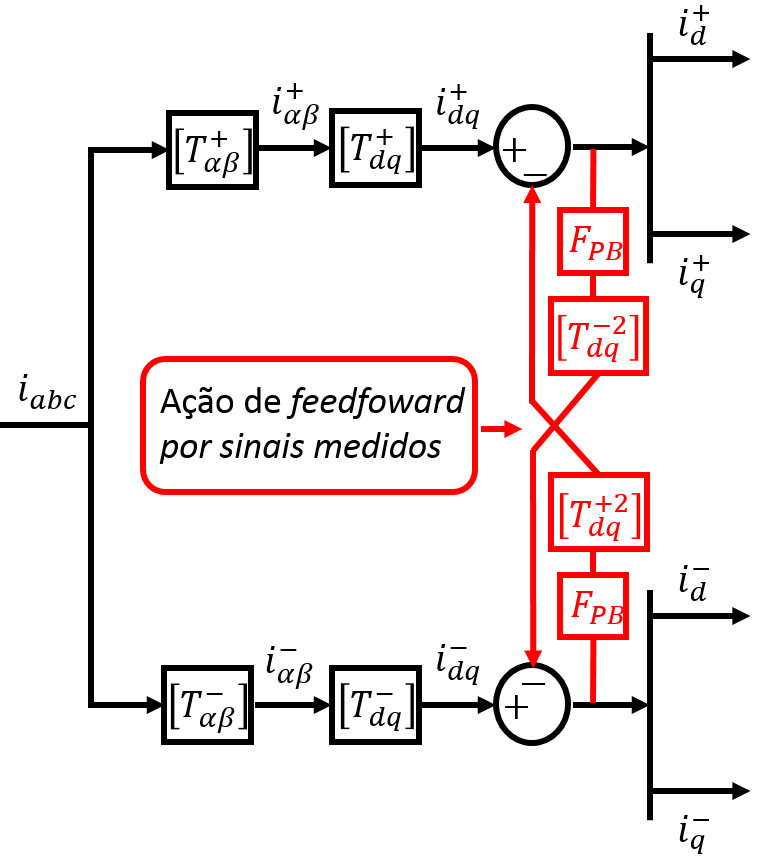 i_d^+
i_{αβ}^+
i_{dq}^+
[T_{αβ}^+]
[T_{dq}^+]
+
−
F_{PB}
i_q^+
[T_{dq}^{−2}]
i_{abc}
Ação de feedfoward
por sinais medidos
[T_{dq}^{+2}]
i_d^−
F_{PB}
i_{αβ}^−
i_{dq}^−
[T_{αβ}^−]
[T_{dq}^−]
−
+
i_q^−